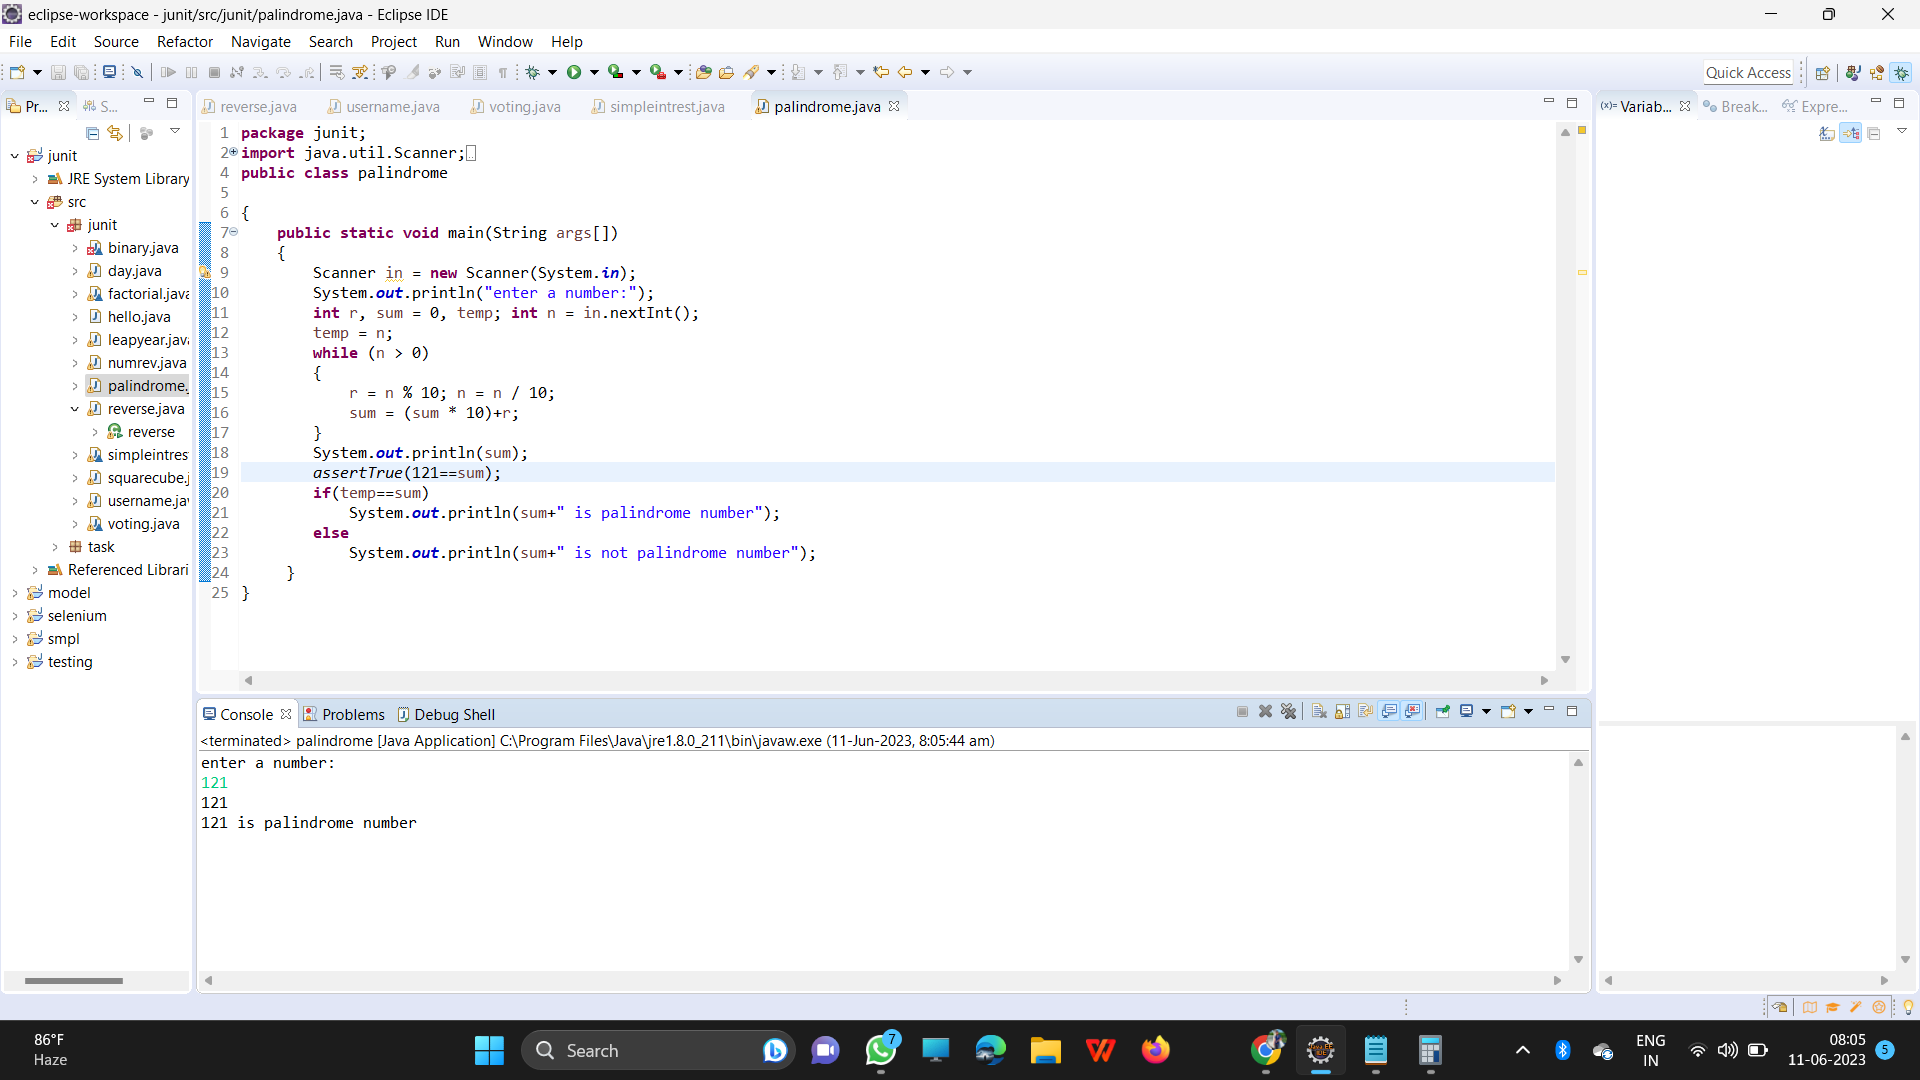 eclipse-workspace - junit/src/junit/palindrome.java - Eclipse IDE
File Edit Source Refactor Navigate Search Project Run Window Help
Quick Access
Pr... S...
reverse.java username.java voting.java simpleintrest.java palindrome.java
(x)= Variab... Break... Expre...
junit
JRE System Library
src
junit
binary.java
day.java
factorial.java
hello.java
leapyear.java
numrev.java
palindrome.
reverse.java
reverse
simpleintres
squarecube.j
username.jav
voting.java
task
Referenced Librari
model
selenium
smpl
testing
1 package junit;
2 import java.util.Scanner;
4 public class palindrome
5
6 {
7 public static void main(String args[])
8 {
9 Scanner in = new Scanner(System.in);
10 System.out.println("enter a number:");
11 int r, sum = 0, temp; int n = in.nextInt();
12 temp = n;
13 while (n > 0)
14 {
15 r = n % 10; n = n / 10;
16 sum = (sum * 10)+r;
17 }
18 System.out.println(sum);
19 assertTrue(121==sum);
20 if(temp==sum)
21 System.out.println(sum+" is palindrome number");
22 else
23 System.out.println(sum+" is not palindrome number");
24 }
25 }
Console Problems Debug Shell
<terminated> palindrome [Java Application] C:\Program Files\Java\jre1.8.0_211\bin\javaw.exe (11-Jun-2023, 8:05:44 am)
enter a number:
121
121
121 is palindrome number
86°F
Haze
Search
7
ENG
IN
08:05
11-06-2023
5